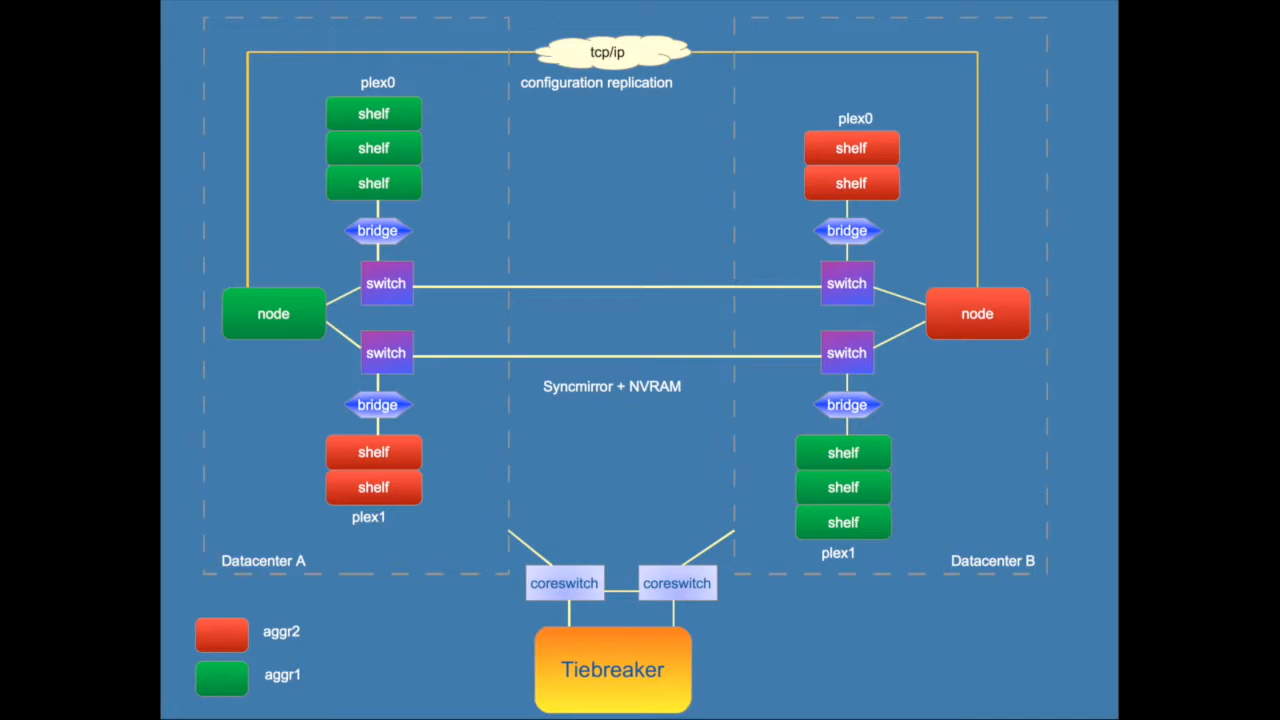 tcp/ip
configuration replication
plex0
shelf
shelf
shelf
bridge
switch
node
switch
bridge
shelf
shelf
plex1
Datacenter A
plex0
shelf
shelf
bridge
switch
node
switch
bridge
shelf
shelf
shelf
plex1
Datacenter B
Syncmirror + NVRAM
coreswitch
coreswitch
Tiebreaker
aggr2
aggr1